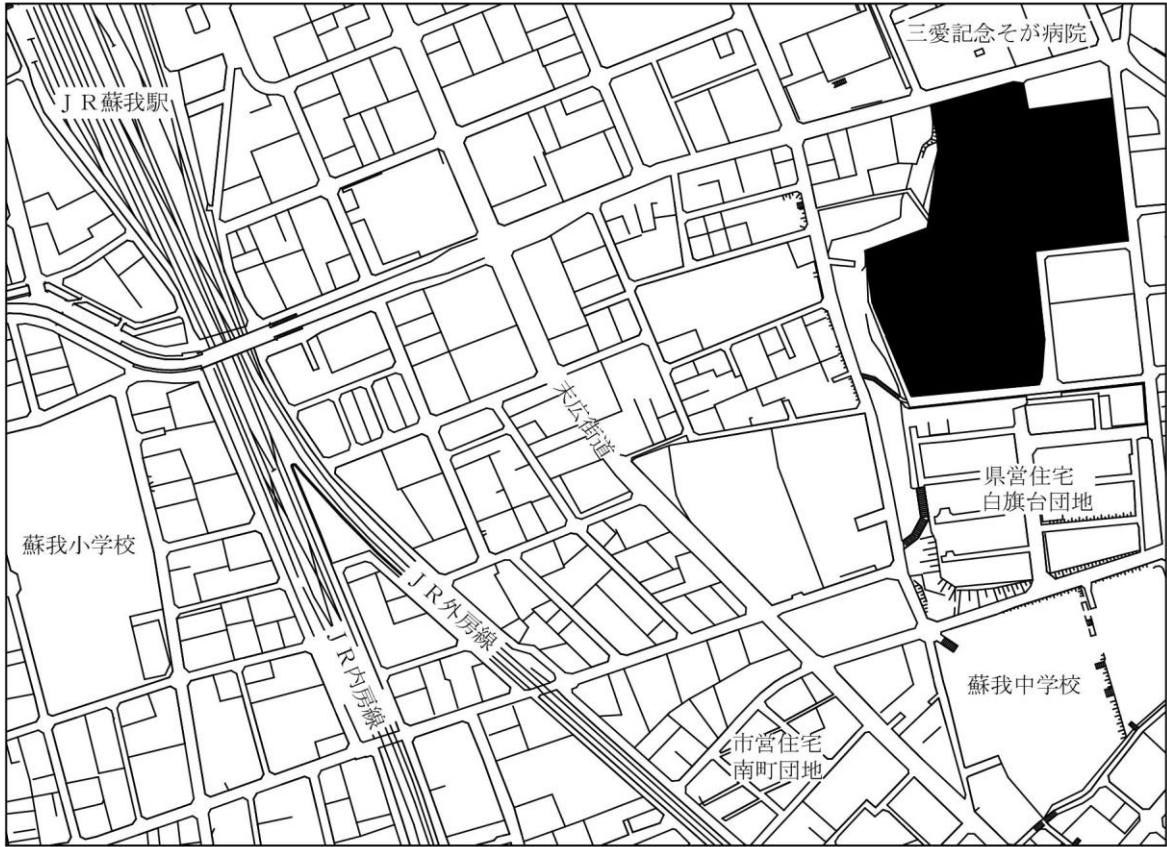 三愛記念そが病院
ＪＲ蘇我駅
末広街道
県営住宅
白旗台団地
蘇我小学校
ＪＲ外房線
ＪＲ内房線
蘇我中学校
市営住宅
南町団地